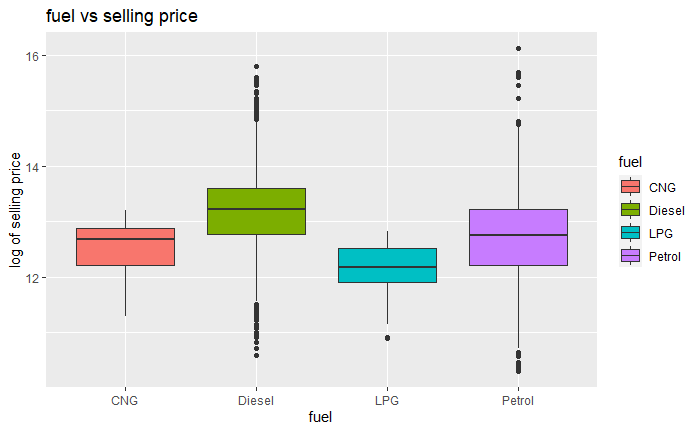 fuel vs selling price
16
14
12
log of selling price
CNG
Diesel
LPG
Petrol
fuel
fuel
CNG
Diesel
LPG
Petrol